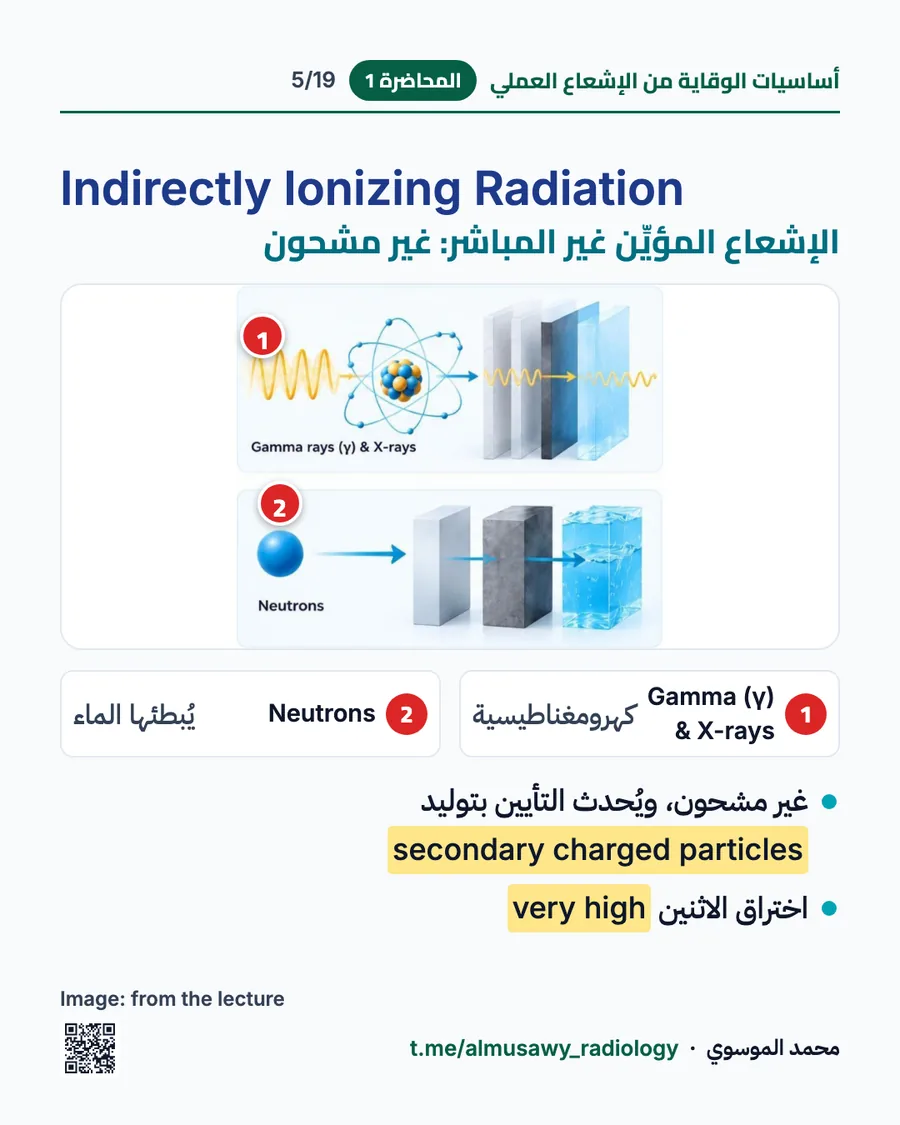 أساسيات الوقاية من الإشعاع العملي المحاضرة 1 5/19
Indirectly Ionizing Radiation
الإشعاع المؤيِّن غير المباشر: غير مشحون
1
Gamma rays (γ) & X-rays
2
Neutrons
1 Gamma (γ) & X-rays كهرومغناطيسية
2 Neutrons يُبطئها الماء
غير مشحون، ويُحدث التأيين بتوليد
secondary charged particles
اختراق الاثنين very high
Image: from the lecture
محمد الموسوي · t.me/almusawy_radiology